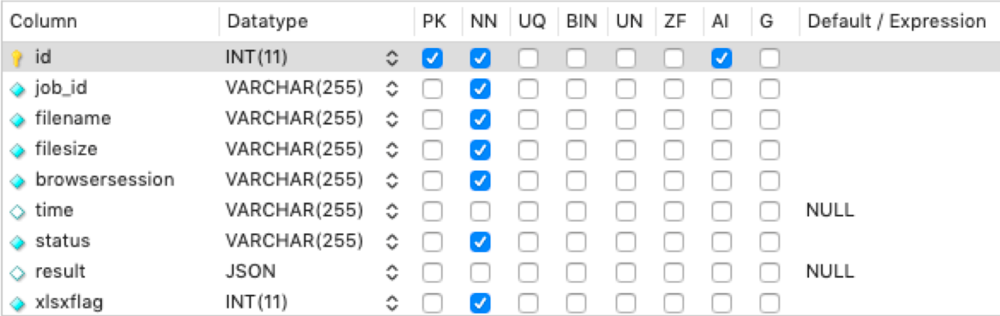 Column Datatype PK NN UQ BIN UN ZF AI G Default / Expression
id INT(11)
job_id VARCHAR(255)
filename VARCHAR(255)
filesize VARCHAR(255)
browsersession VARCHAR(255)
time VARCHAR(255) NULL
status VARCHAR(255)
result JSON NULL
xlsxflag INT(11)